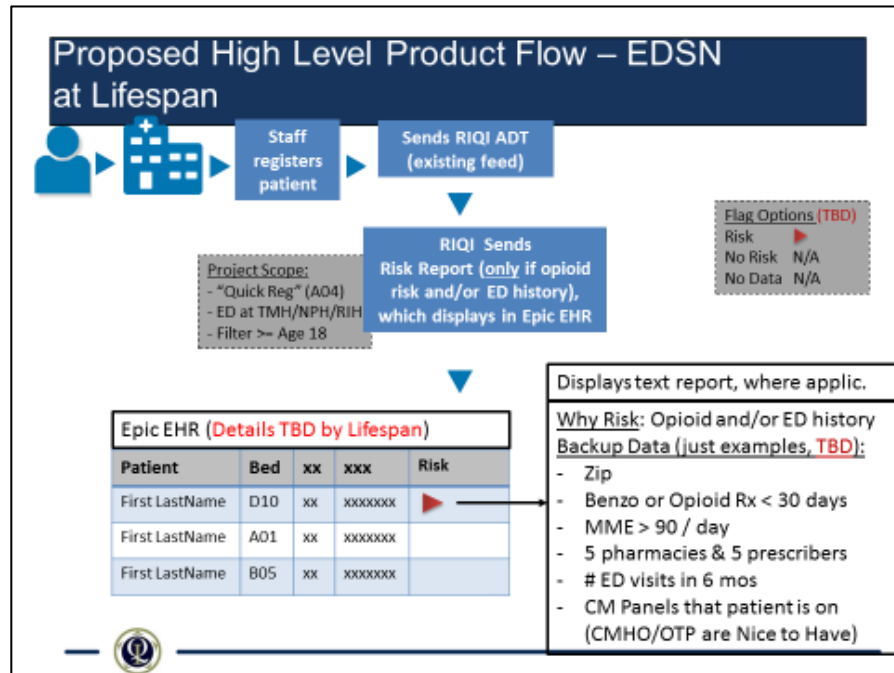 Proposed High Level Product Flow – EDSN
at Lifespan
Staff
registers
patient
Sends RIQI ADT
(existing feed)
Flag Options (TBD)
Risk
No Risk N/A
No Data N/A
RIQI Sends
Risk Report (only if opioid
risk and/or ED history),
which displays in Epic EHR
Project Scope:
- "Quick Reg" (A04)
- ED at TMH/NPH/RIH
- Filter >= Age 18
Displays text report, where applic.
Why Risk: Opioid and/or ED history
Backup Data (just examples, TBD):
- Zip
- Benzo or Opioid Rx < 30 days
- MME > 90 / day
- 5 pharmacies & 5 prescribers
- # ED visits in 6 mos
- CM Panels that patient is on
(CMHO/OTP are Nice to Have)
Epic EHR (Details TBD by Lifespan)
Patient Bed xx xxx Risk
First LastName D10 xx xxxxxxx
First LastName A01 xx xxxxxxx
First LastName B05 xx xxxxxxx